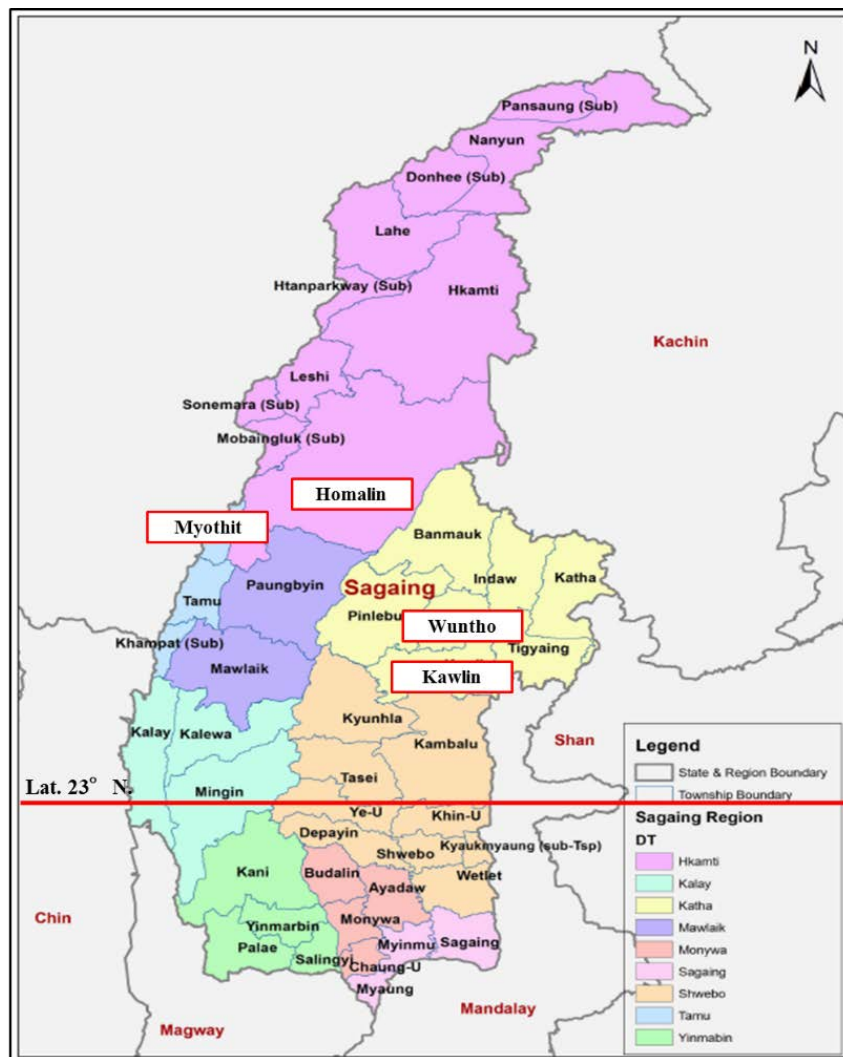 N
Pansaung (Sub)
Nanyun
Donhee (Sub)
Lahe
Htanparkway (Sub)
Hkamti
Kachin
Leshi
Sonemara (Sub)
Mobaingluk (Sub)
Homalin
Myothit
Banmauk
Paungbyin
Indaw
Katha
Sagaing
Tamu
Pinlebu
Wuntho
Khampat (Sub)
Tigyaing
Mawlaik
Kawlin
Kyunhla
Kalay
Kalewa
Kambalu
Shan
Tasei
Lat. 23° N.
Mingin
Ye-U
Khin-U
Depayin
Shwebo
Kyaukmyaung (sub-Tsp)
Kani
Budalin
Wetlet
Ayadaw
Chin
Monywa
Yinmarbin
Myinmu
Sagaing
Palae
Salingyi
Chaung-U
Myaung
Mandalay
Magway
Legend
State & Region Boundary
Township Boundary
Sagaing Region
DT
Hkamti
Kalay
Katha
Mawlaik
Monywa
Sagaing
Shwebo
Tamu
Yinmabin